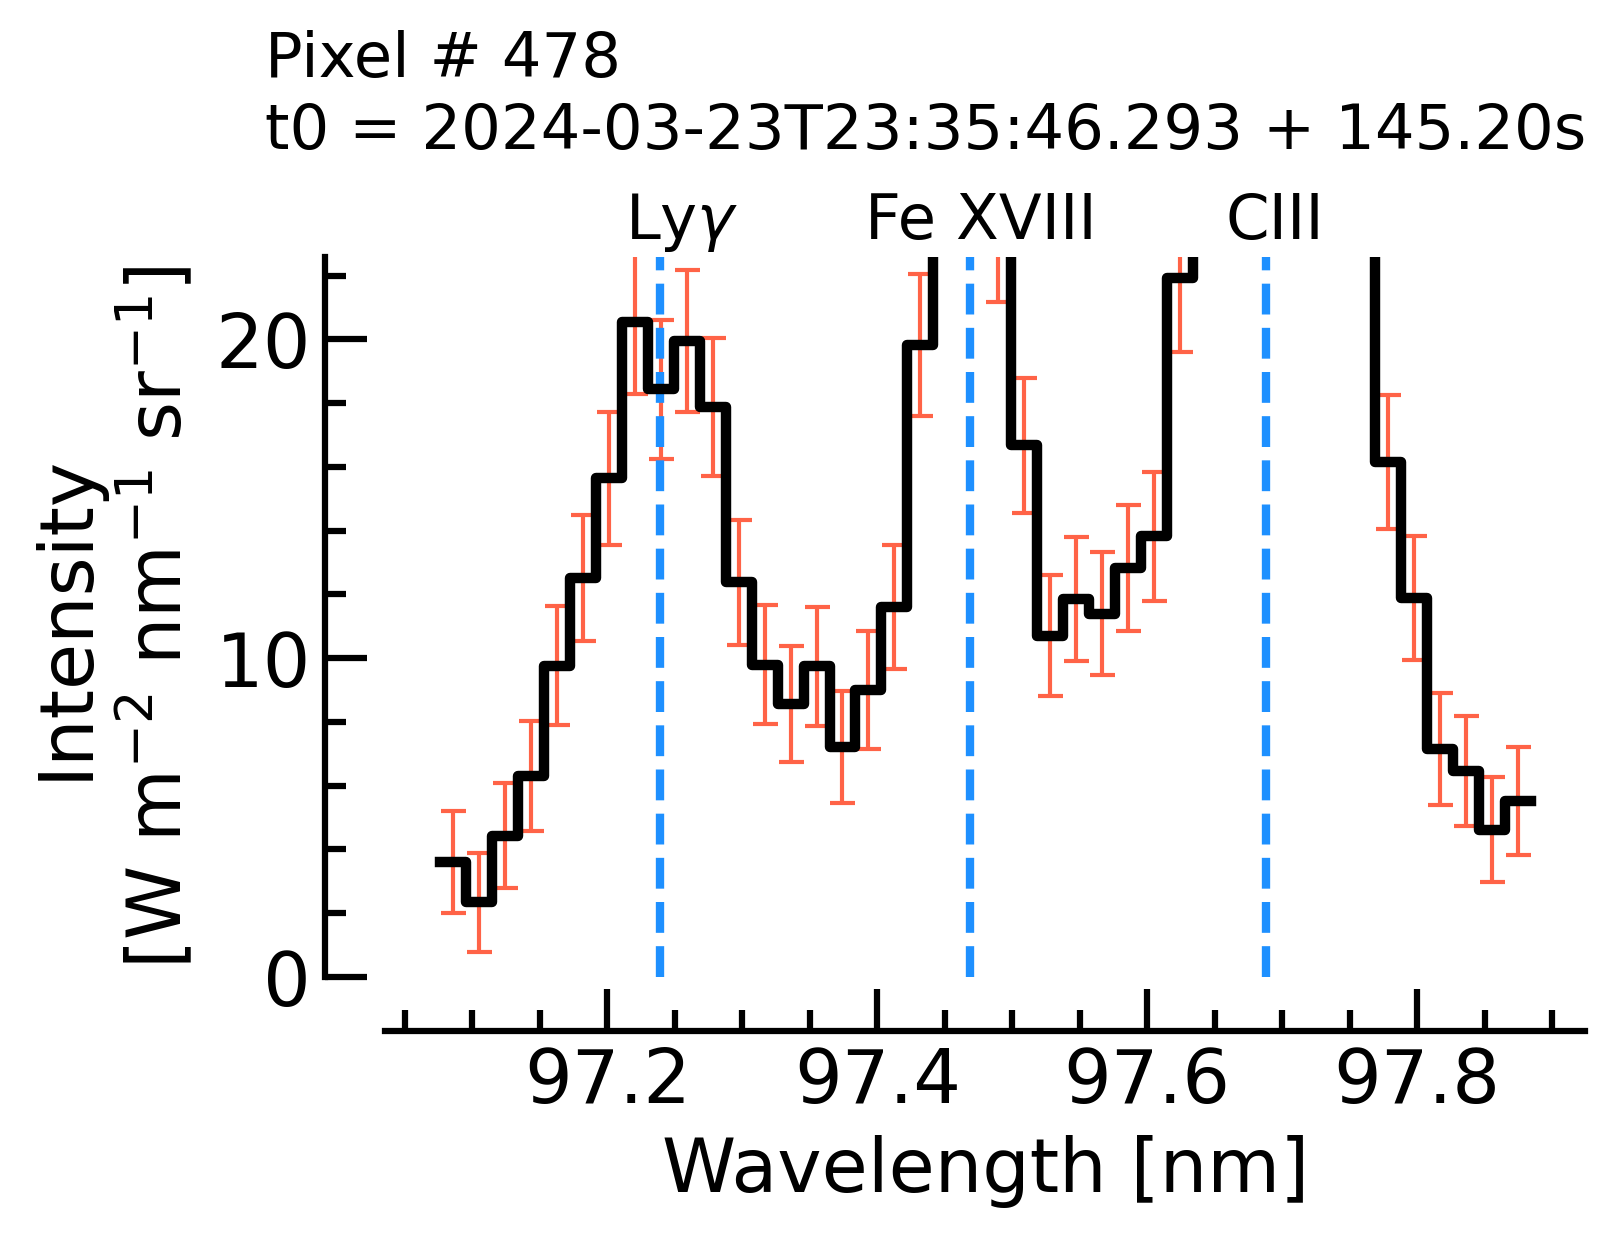 Pixel # 478
t0 = 2024-03-23T23:35:46.293 + 145.20s
Lyγ Fe XVIII CIII
Intensity
[W m⁻² nm⁻¹ sr⁻¹]
20
10
0
97.2 97.4 97.6 97.8
Wavelength [nm]